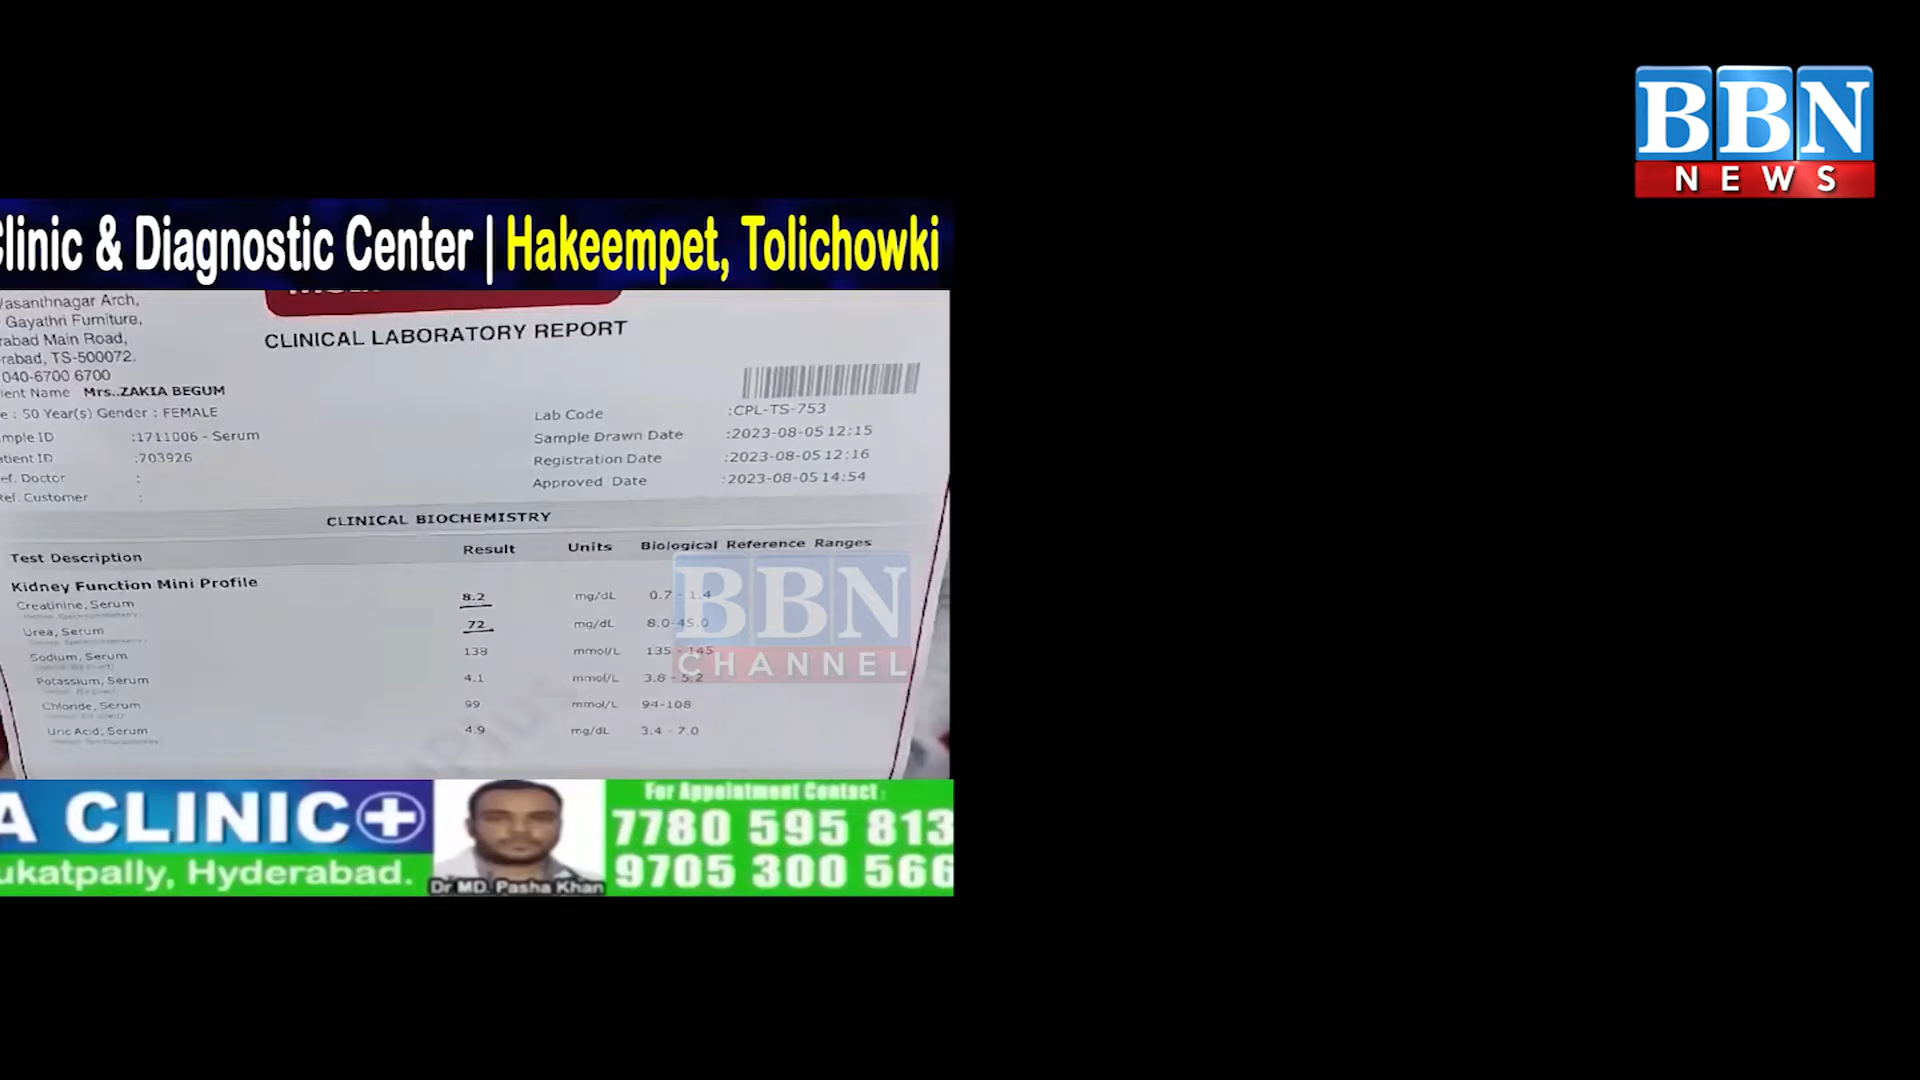 BBN
NEWS
Clinic & Diagnostic Center | Hakeempet, Tolichowki
Vasanthnagar Arch,
Gayathri Furniture,
rabad Main Road,
rabad, TS-500072.
040-6700 6700
CLINICAL LABORATORY REPORT
ient Name Mrs..ZAKIA BEGUM
e : 50 Year(s) Gender : FEMALE
mple ID :1711006 - Serum
atient ID :703926
ef. Doctor :
Ref. Customer :
Lab Code :CPL-TS-753
Sample Drawn Date :2023-08-05 12:15
Registration Date :2023-08-05 12:16
Approved Date :2023-08-05 14:54
CLINICAL BIOCHEMISTRY
Test Description Result Units Biological Reference Ranges
Kidney Function Mini Profile
Creatinine, Serum 8.2 mg/dL 0.7 - 1.4
Urea, Serum 72 mg/dL 8.0-45.0
Sodium, Serum 138 mmol/L 135 - 145
Potassium, Serum 4.1 mmol/L 3.8 - 5.2
Chloride, Serum 99 mmol/L 94-108
Uric Acid, Serum 4.9 mg/dL 3.4 - 7.0
BBN
CHANNEL
A CLINIC
ukatpally, Hyderabad.
Dr MD. Pasha Khan
For Appointment Contact :
7780 595 813
9705 300 566